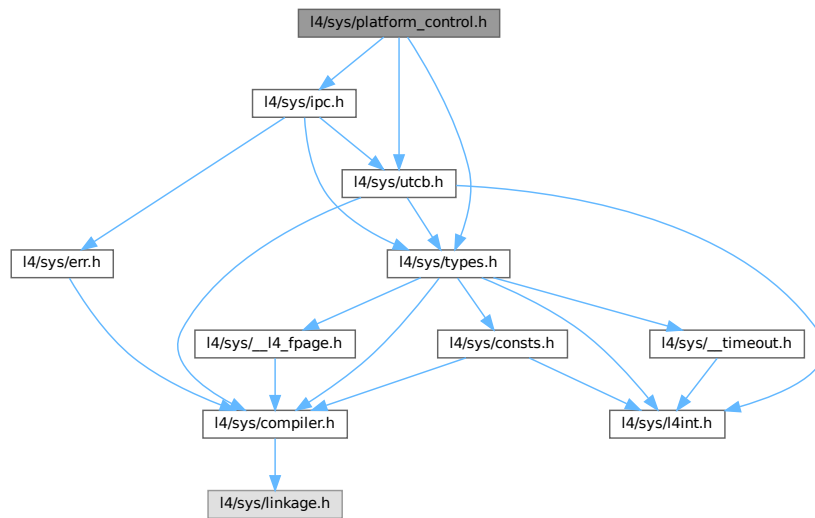 l4/sys/platform_control.h
l4/sys/ipc.h
l4/sys/utcb.h
l4/sys/err.h
l4/sys/types.h
l4/sys/__l4_fpage.h
l4/sys/consts.h
l4/sys/__timeout.h
l4/sys/compiler.h
l4/sys/l4int.h
l4/sys/linkage.h